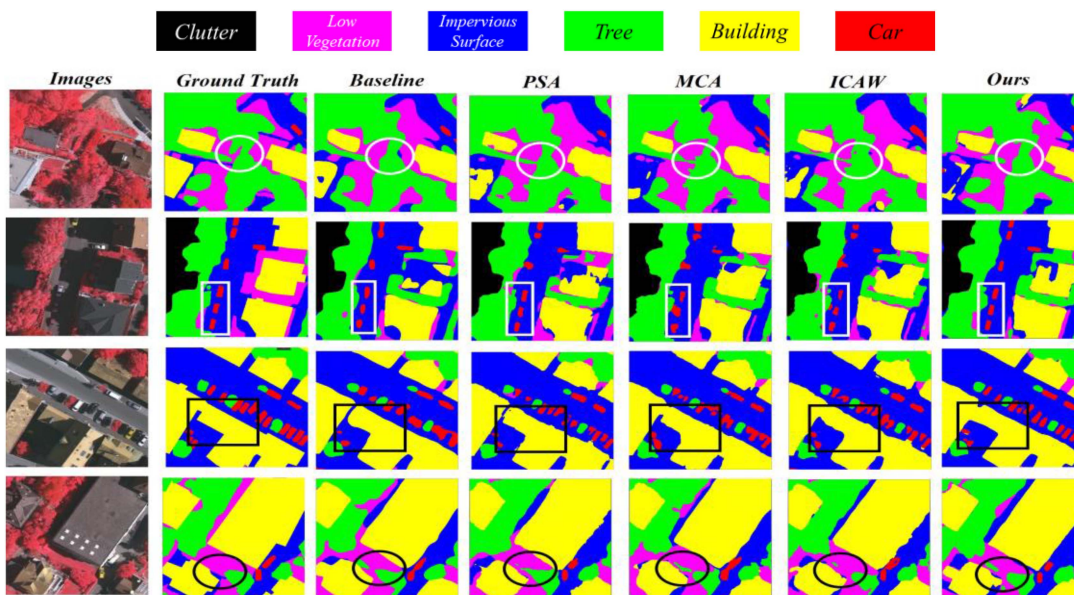 Clutter
Low
Vegetation
Impervious
Surface
Tree
Building
Car
Images Ground Truth Baseline PSA MCA ICAW Ours